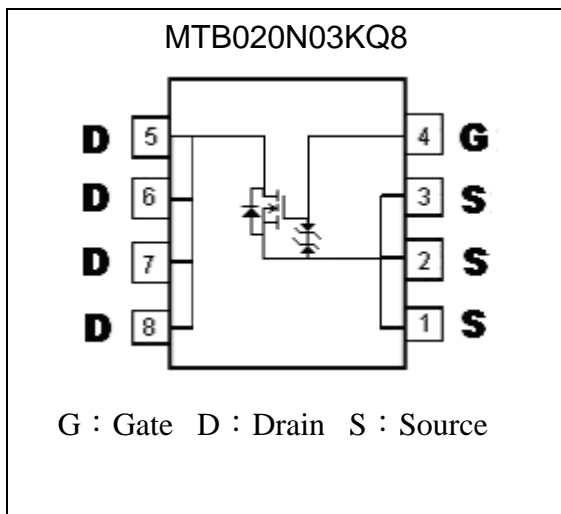 MTB020N03KQ8
D 5 4 G
D 6 3 S
D 7 2 S
D 8 1 S
G：Gate D：Drain S：Source